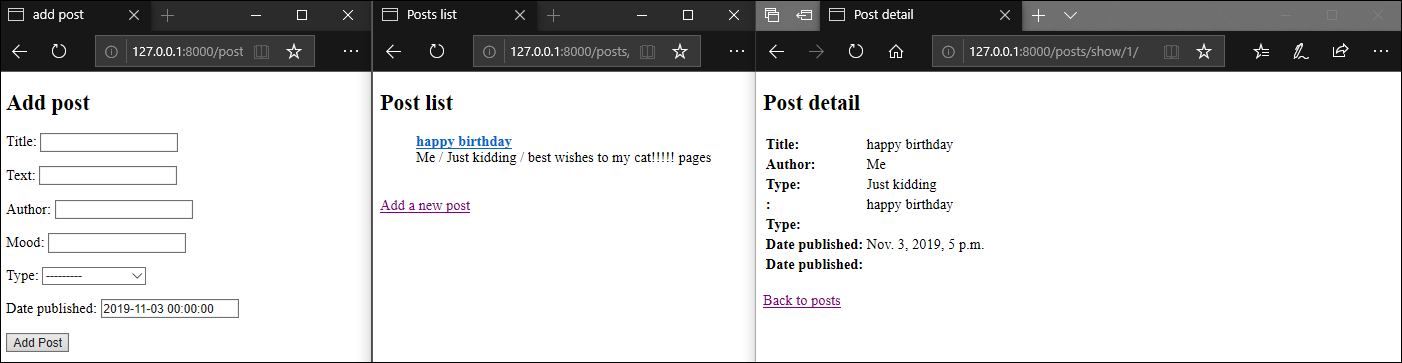 add post
127.0.0.1:8000/post
Add post
Title:
Text:
Author:
Mood:
Type: ---------
Date published: 2019-11-03 00:00:00
Add Post
Posts list
127.0.0.1:8000/posts,
Post list
happy birthday
Me / Just kidding / best wishes to my cat!!!!! pages
Add a new post
Post detail
127.0.0.1:8000/posts/show/1/
Post detail
Title: happy birthday
Author: Me
Type: Just kidding
: happy birthday
Type:
Date published: Nov. 3, 2019, 5 p.m.
Date published:
Back to posts